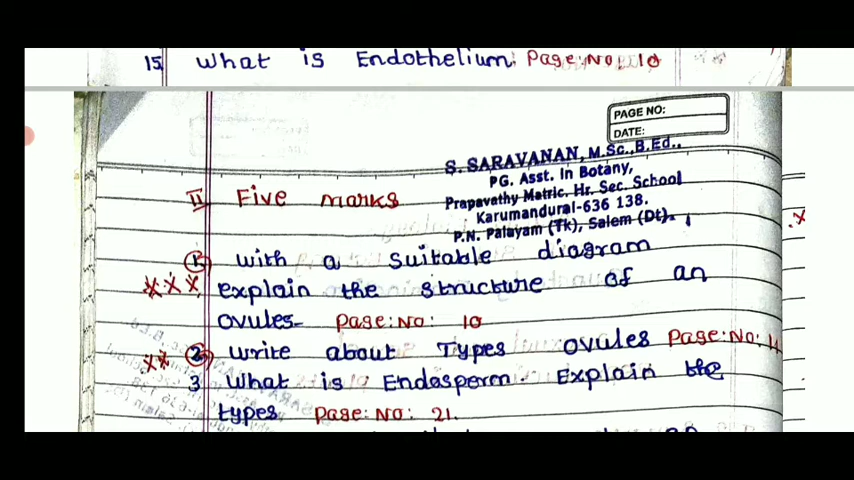 15 What is Endothelium. Page:No: 10
PAGE NO:
DATE:
S. SARAVANAN, M.Sc.,B.Ed.,
PG. Asst. In Botany,
Prapavathy Matric. Hr. Sec. School
Karumandurai-636 138.
P.N. Palayam (Tk), Salem (Dt).
II Five marks
1. with a suitable diagram
explain the structure of an
ovules- Page:No: 10
2. write about Types ovules Page:No: 11
3 What is Endosperm. Explain the
types Page:No: 21.